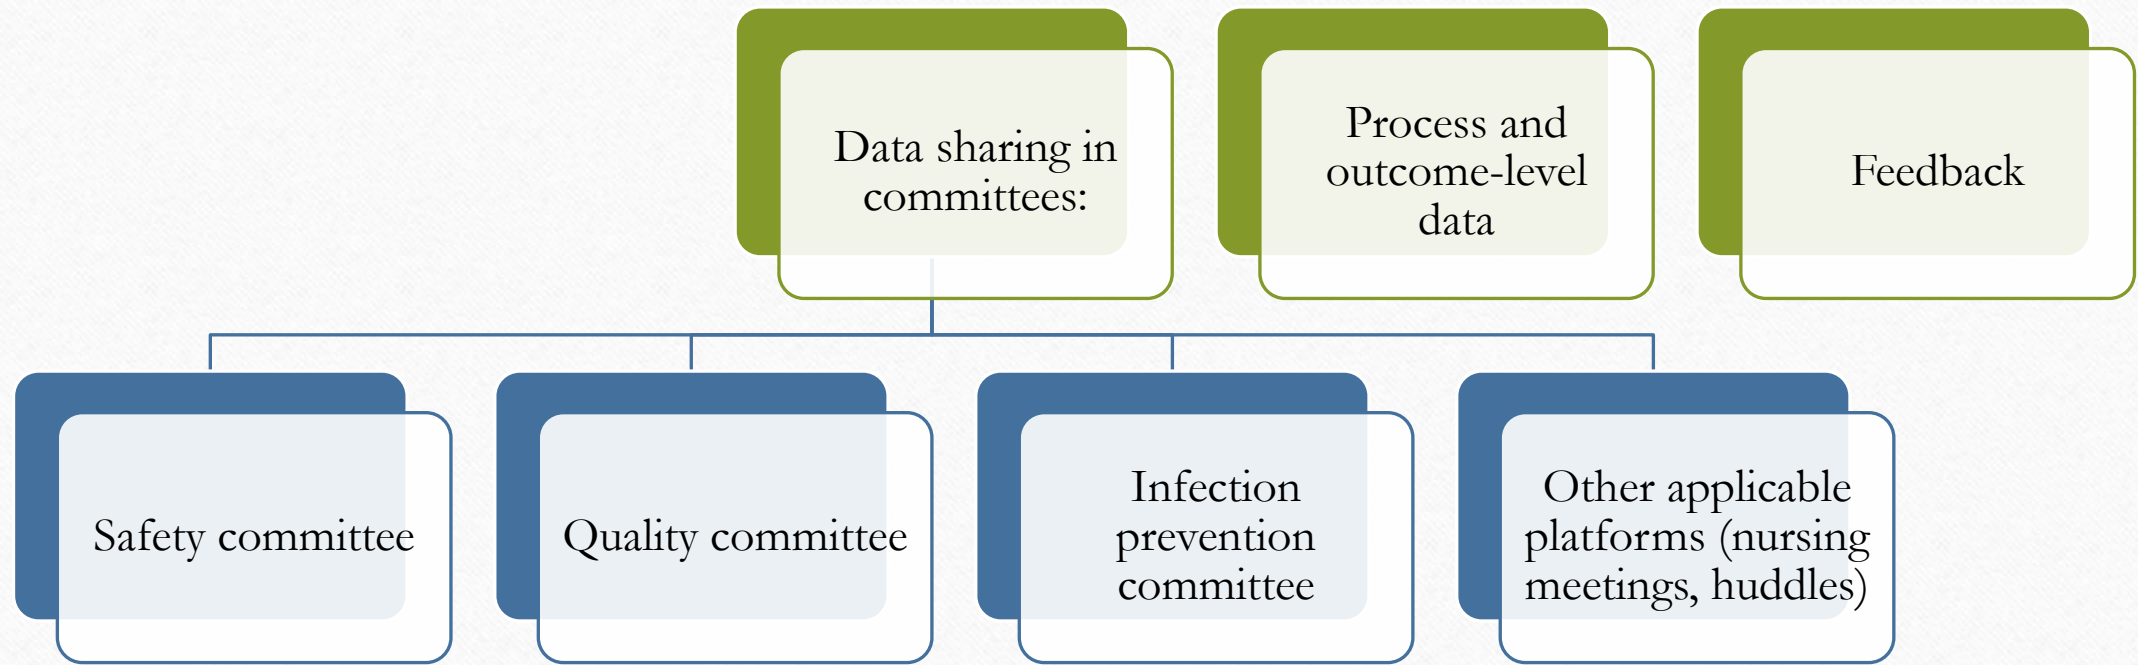 Data sharing in
committees:
Process and
outcome-level
data
Feedback
Safety committee
Quality committee
Infection
prevention
committee
Other applicable
platforms (nursing
meetings, huddles)